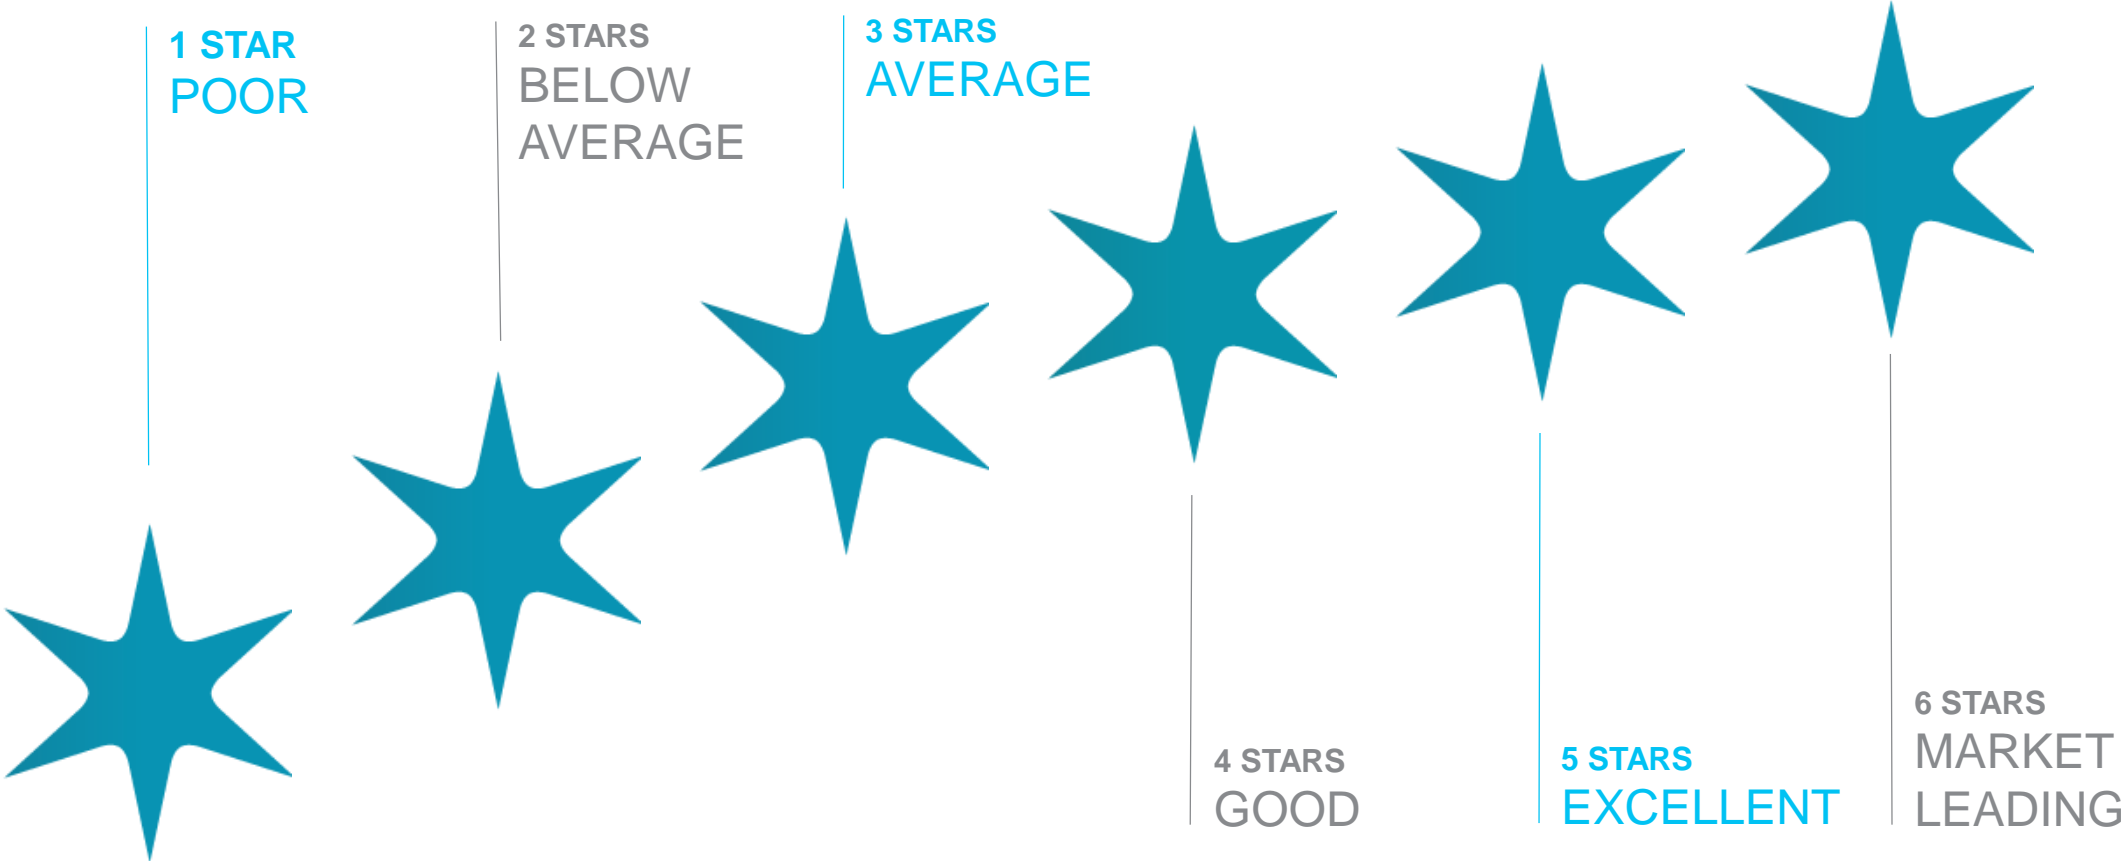 1 STAR
POOR
2 STARS
BELOW
AVERAGE
3 STARS
AVERAGE
4 STARS
GOOD
5 STARS
EXCELLENT
6 STARS
MARKET
LEADING